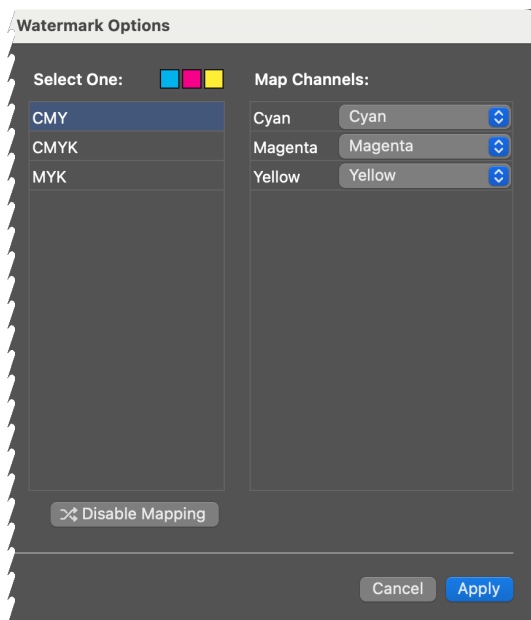 Watermark Options
Select One:
Map Channels:
CMY
CMYK
MYK
Cyan Cyan
Magenta Magenta
Yellow Yellow
Disable Mapping
Cancel Apply